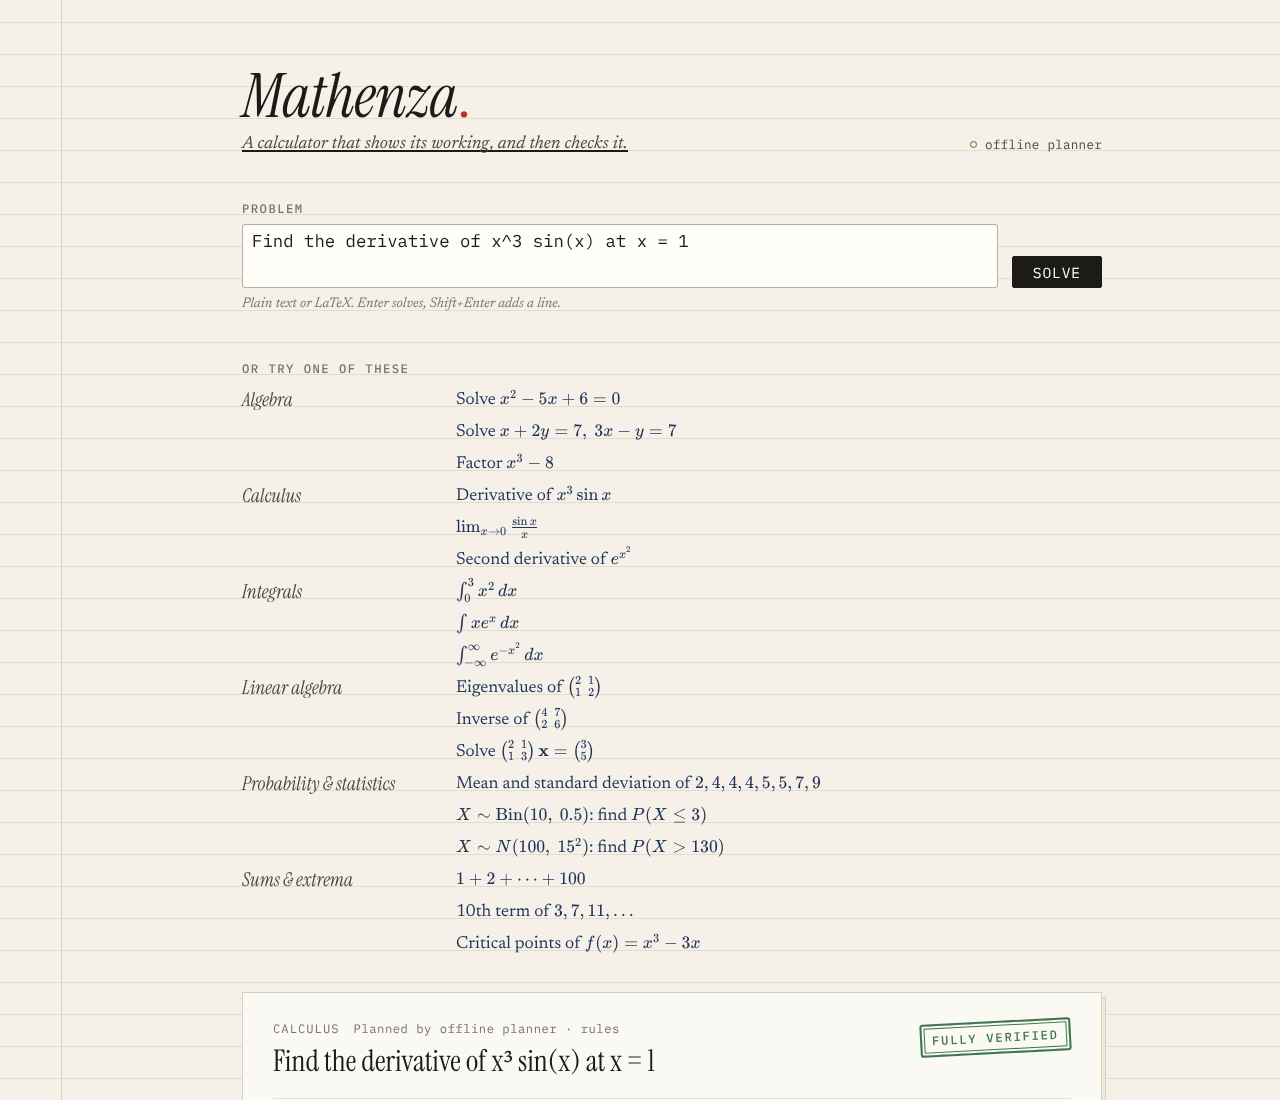 Mathenza.
A calculator that shows its working, and then checks it.
offline planner
PROBLEM
Find the derivative of x^3 sin(x) at x = 1
SOLVE
Plain text or LaTeX. Enter solves, Shift+Enter adds a line.
OR TRY ONE OF THESE
Algebra
Solve x² − 5x + 6 = 0
Solve x + 2y = 7, 3x − y = 7
Factor x³ − 8
Calculus
Derivative of x³ sin x
lim x→0 sin x / x
Second derivative of e^{x²}
Integrals
∫₀³ x² dx
∫ xeˣ dx
∫_{−∞}^{∞} e^{−x²} dx
Linear algebra
Eigenvalues of (2 1 1 2)
Inverse of (4 7 2 6)
Solve (2 1 1 3) x = (3 5)
Probability & statistics
Mean and standard deviation of 2, 4, 4, 4, 5, 5, 7, 9
X ∼ Bin(10, 0.5): find P(X ≤ 3)
X ∼ N(100, 15²): find P(X > 130)
Sums & extrema
1 + 2 + ⋯ + 100
10th term of 3, 7, 11, …
Critical points of f(x) = x³ − 3x
CALCULUS Planned by offline planner · rules
FULLY VERIFIED
Find the derivative of x³ sin(x) at x = 1